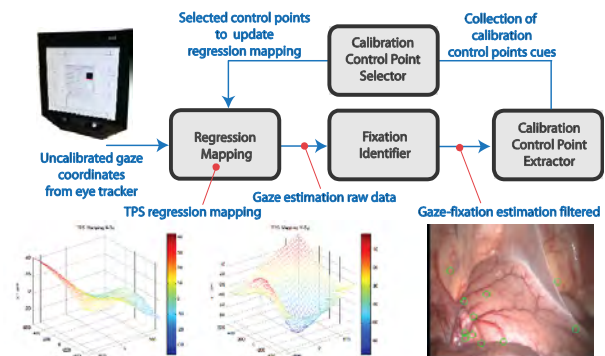 Selected control points
to update
regression mapping
Calibration
Control Point
Selector
Collection of
calibration
control points cues
Regression
Mapping
Fixation
Identifier
Calibration
Control Point
Extractor
Uncalibrated gaze
coordinates
from eye tracker
Gaze estimation raw data
TPS regression mapping
Gaze-fixation estimation filtered